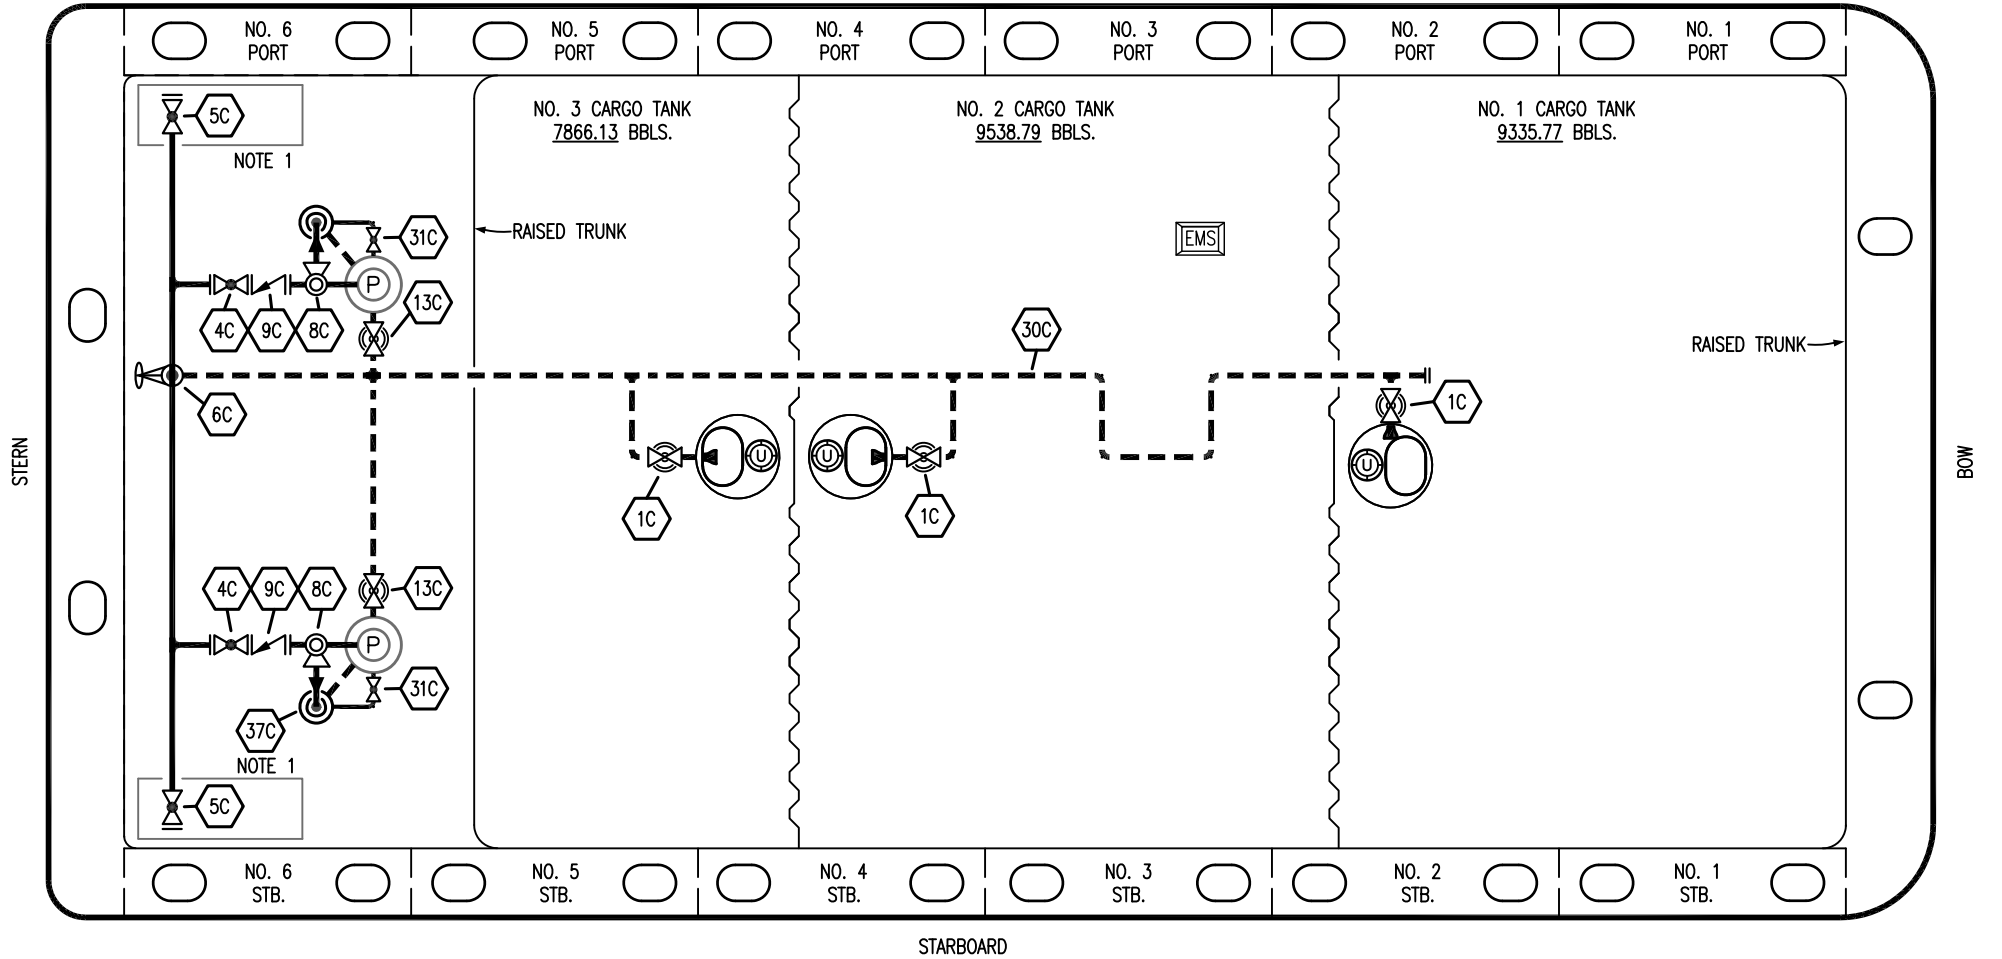 NO. 6
PORT
NO. 5
PORT
NO. 4
PORT
NO. 3
PORT
NO. 2
PORT
NO. 1
PORT
5C
NOTE 1
NO. 3 CARGO TANK
7866.13 BBLS.
NO. 2 CARGO TANK
9538.79 BBLS.
NO. 1 CARGO TANK
9335.77 BBLS.
31C
RAISED TRUNK
EMS
P
13C
4C
9C
8C
30C
RAISED TRUNK
6C
1C
STERN
U
U
U
BOW
1C
1C
4C
9C
8C
13C
P
31C
37C
NOTE 1
5C
NO. 6
STB.
NO. 5
STB.
NO. 4
STB.
NO. 3
STB.
NO. 2
STB.
NO. 1
STB.
STARBOARD